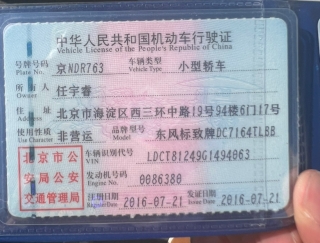 中华人民共和国机动车行驶证
Vehicle License of the People's Republic of China
号牌号码 京NDR763 车辆类型 小型轿车
Plate No. Vehicle Type
所有人 任宇睿
Owner
住址 北京市海淀区西三环中路19号94楼6门17号
Address
使用性质 非营运 品牌型号 东风标致牌DC7164TLBB
Use Character Model
北京市公 车辆识别代号 LDCT81249G1494063
VIN
安局公安 发动机号码 0086380
Engine No.
交通管理局 注册日期 2016-07-21 发证日期 2016-07-21
Register Date Issue Date